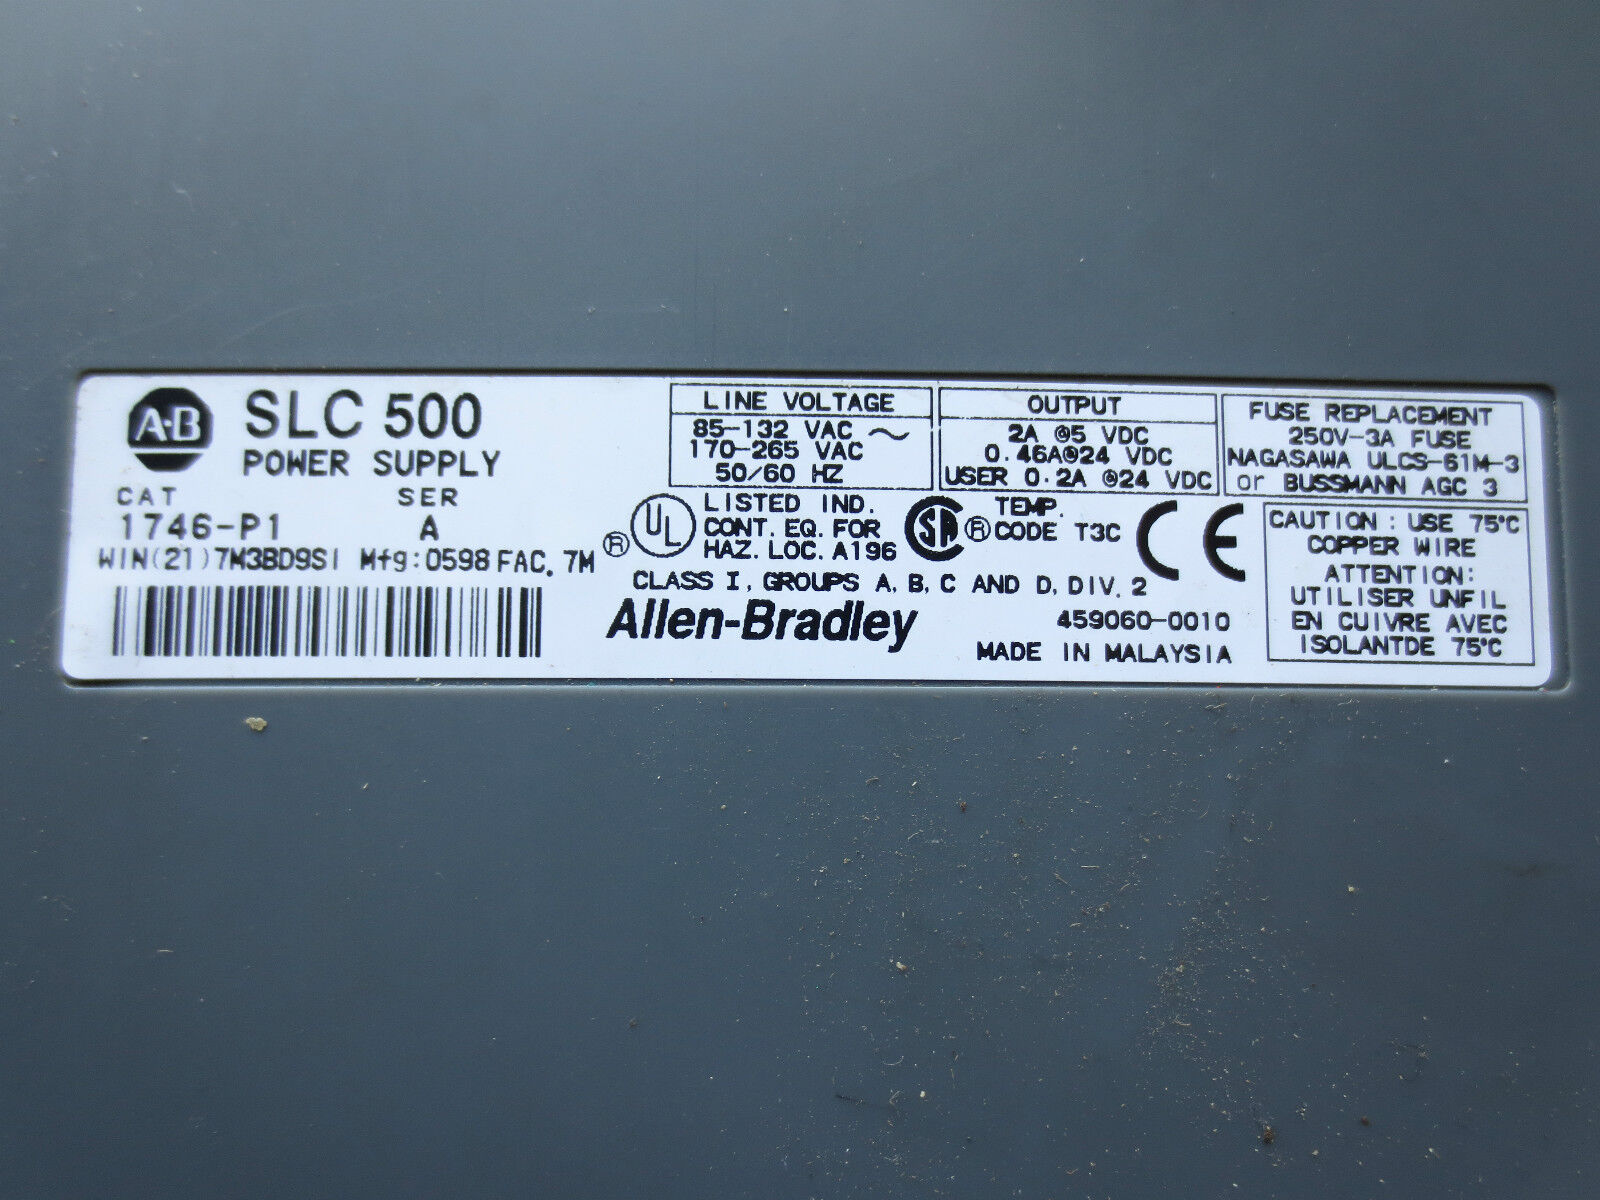 A·B
SLC 500
POWER SUPPLY
CAT SER
1746-P1 A
WIN(21)7M3BD9SI Mfg:0598 FAC. 7M
LINE VOLTAGE
85-132 VAC ~
170-265 VAC
50/60 HZ
OUTPUT
2A @5 VDC
0.46A@24 VDC
USER 0.2A @24 VDC
FUSE REPLACEMENT
250V-3A FUSE
NAGASAWA ULCS-61M-3
or BUSSMANN AGC 3
UL ®
LISTED IND.
CONT. EQ. FOR
HAZ. LOC. A196
SA ®
TEMP.
CODE T3C
CE
CLASS I, GROUPS A, B, C AND D, DIV. 2
Allen-Bradley
459060-0010
MADE IN MALAYSIA
CAUTION : USE 75°C
COPPER WIRE
ATTENTION:
UTILISER UNFIL
EN CUIVRE AVEC
ISOLANTDE 75°C